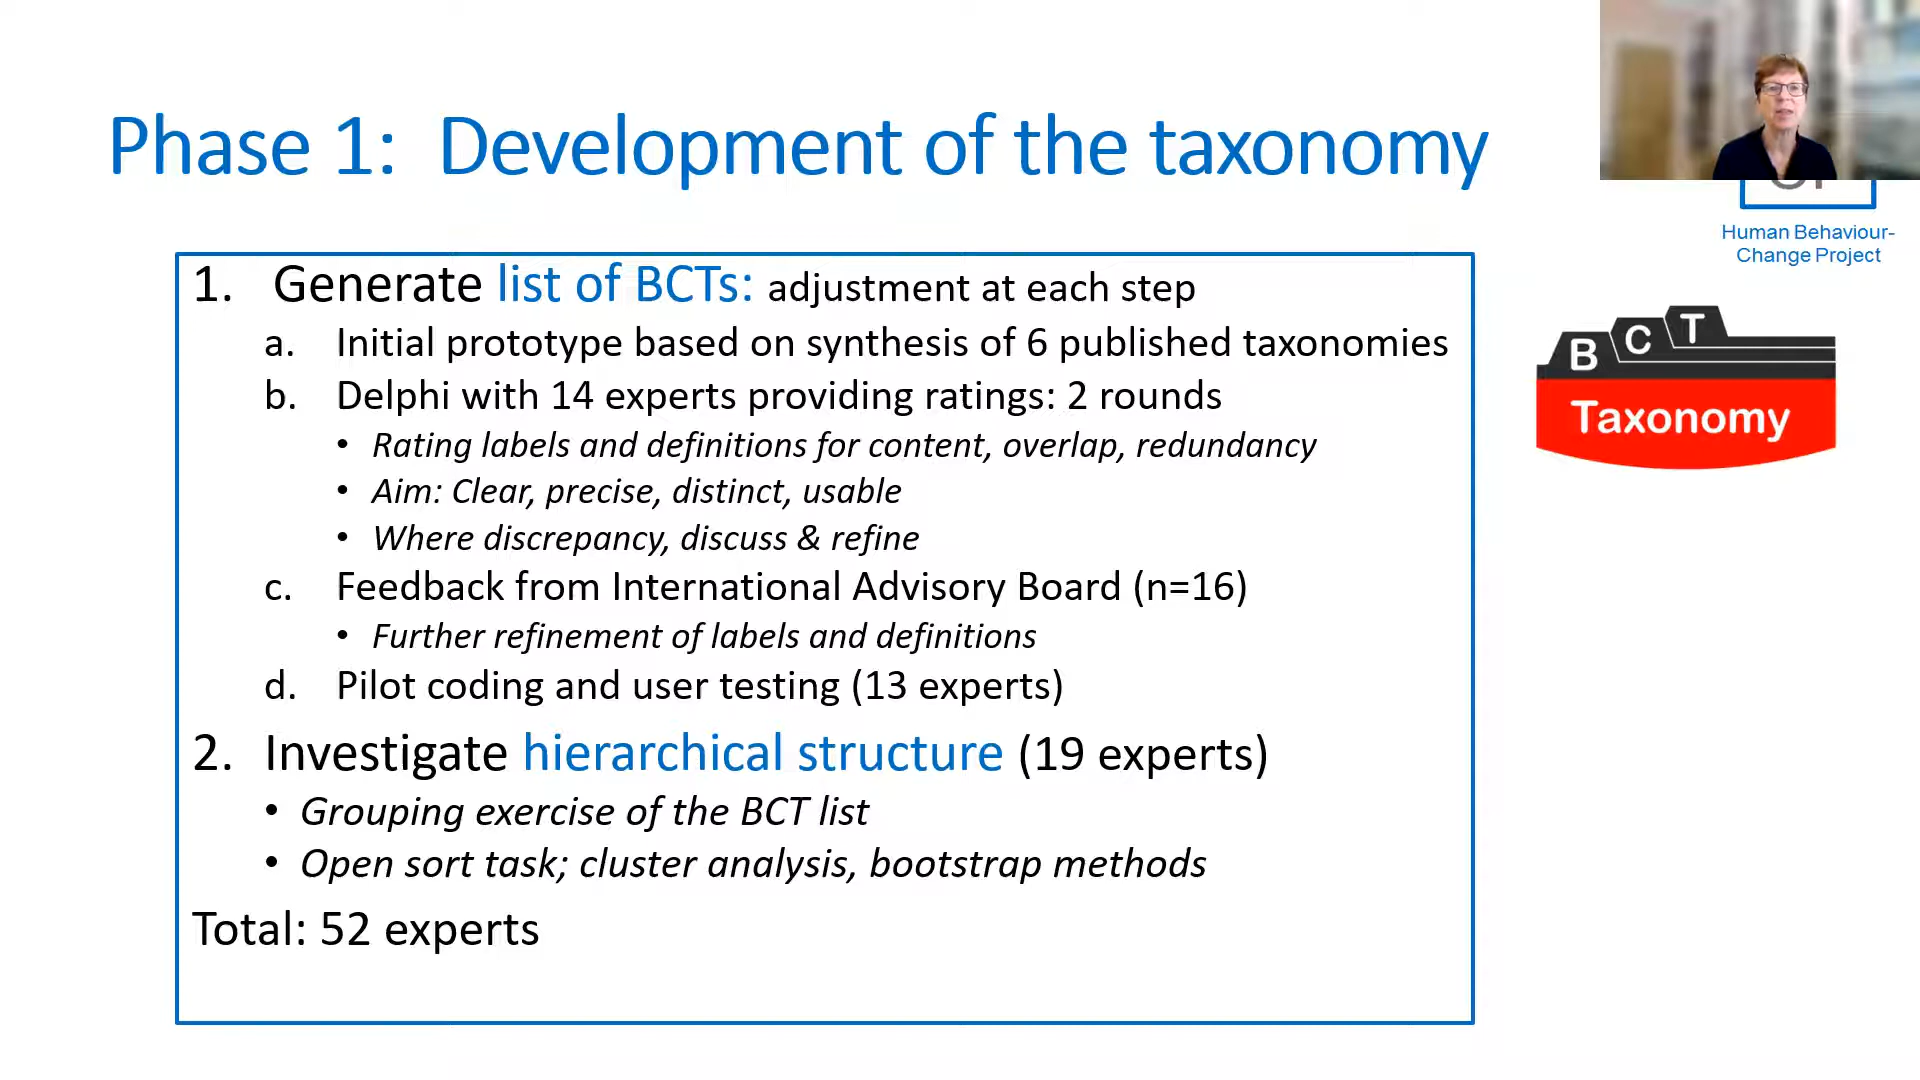 Phase 1: Development of the taxonomy
Human Behaviour-
Change Project
1. Generate list of BCTs: adjustment at each step
a. Initial prototype based on synthesis of 6 published taxonomies
b. Delphi with 14 experts providing ratings: 2 rounds
• Rating labels and definitions for content, overlap, redundancy
• Aim: Clear, precise, distinct, usable
• Where discrepancy, discuss & refine
c. Feedback from International Advisory Board (n=16)
• Further refinement of labels and definitions
d. Pilot coding and user testing (13 experts)
2. Investigate hierarchical structure (19 experts)
• Grouping exercise of the BCT list
• Open sort task; cluster analysis, bootstrap methods
Total: 52 experts
B C T
Taxonomy